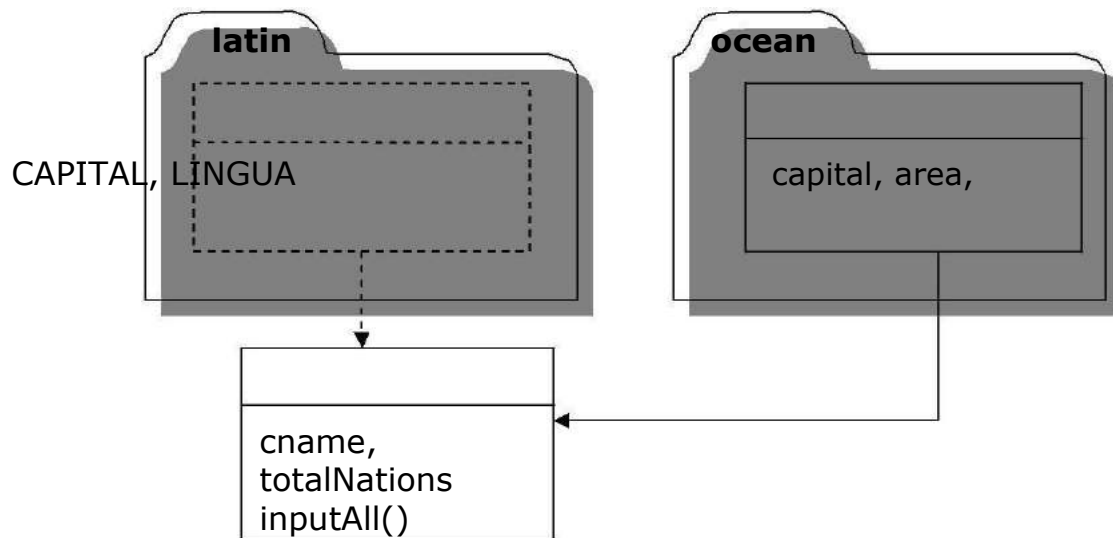 latin
ocean
CAPITAL, LINGUA
capital, area,
cname,
totalNations
inputAll()